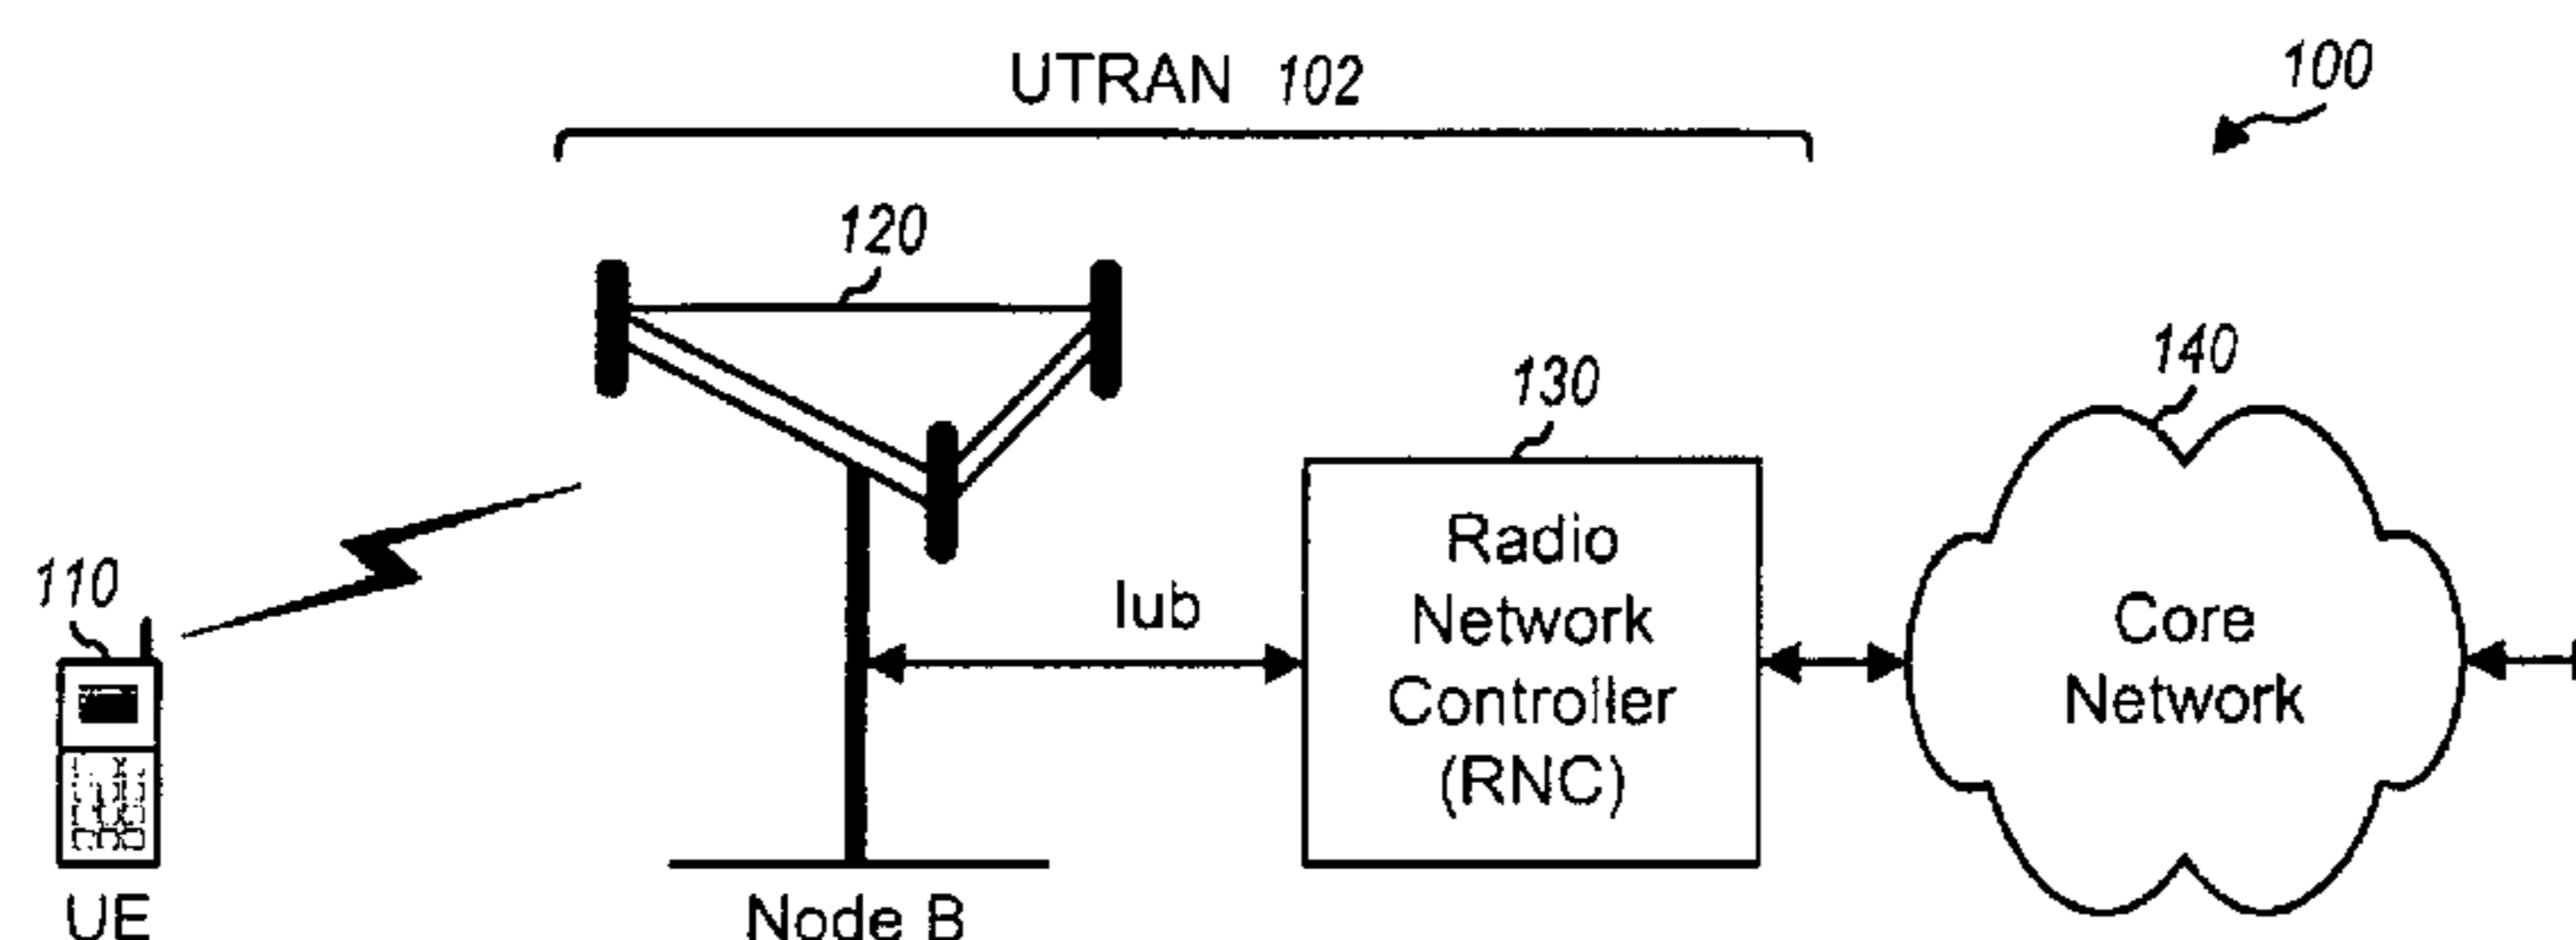 UTRAN 102
100
120
130
140
110
Iub
Radio
Network
Controller
(RNC)
Core
Network
UE
Node B